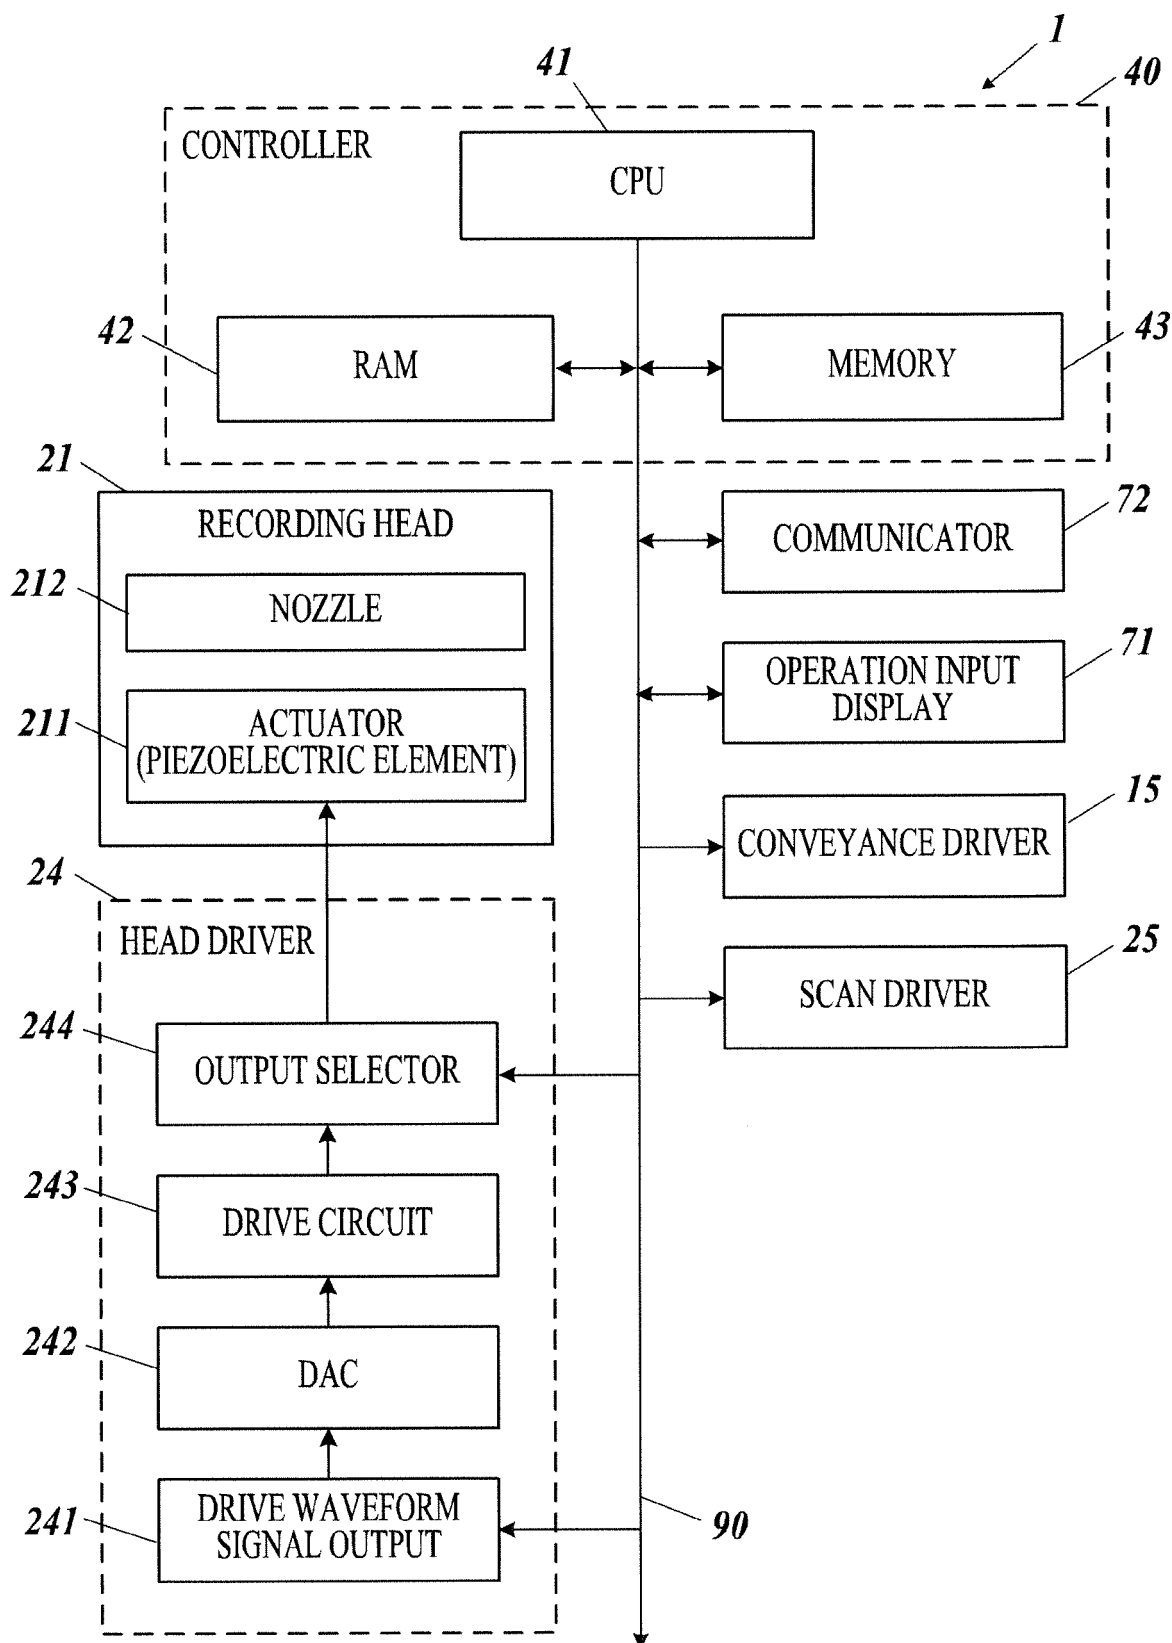 1
41
40
CONTROLLER
CPU
42
RAM
43
MEMORY
21
RECORDING HEAD
212
NOZZLE
211
ACTUATOR
(PIEZOELECTRIC ELEMENT)
72
COMMUNICATOR
71
OPERATION INPUT
DISPLAY
15
CONVEYANCE DRIVER
25
SCAN DRIVER
24
HEAD DRIVER
244
OUTPUT SELECTOR
243
DRIVE CIRCUIT
242
DAC
241
DRIVE WAVEFORM
SIGNAL OUTPUT
90